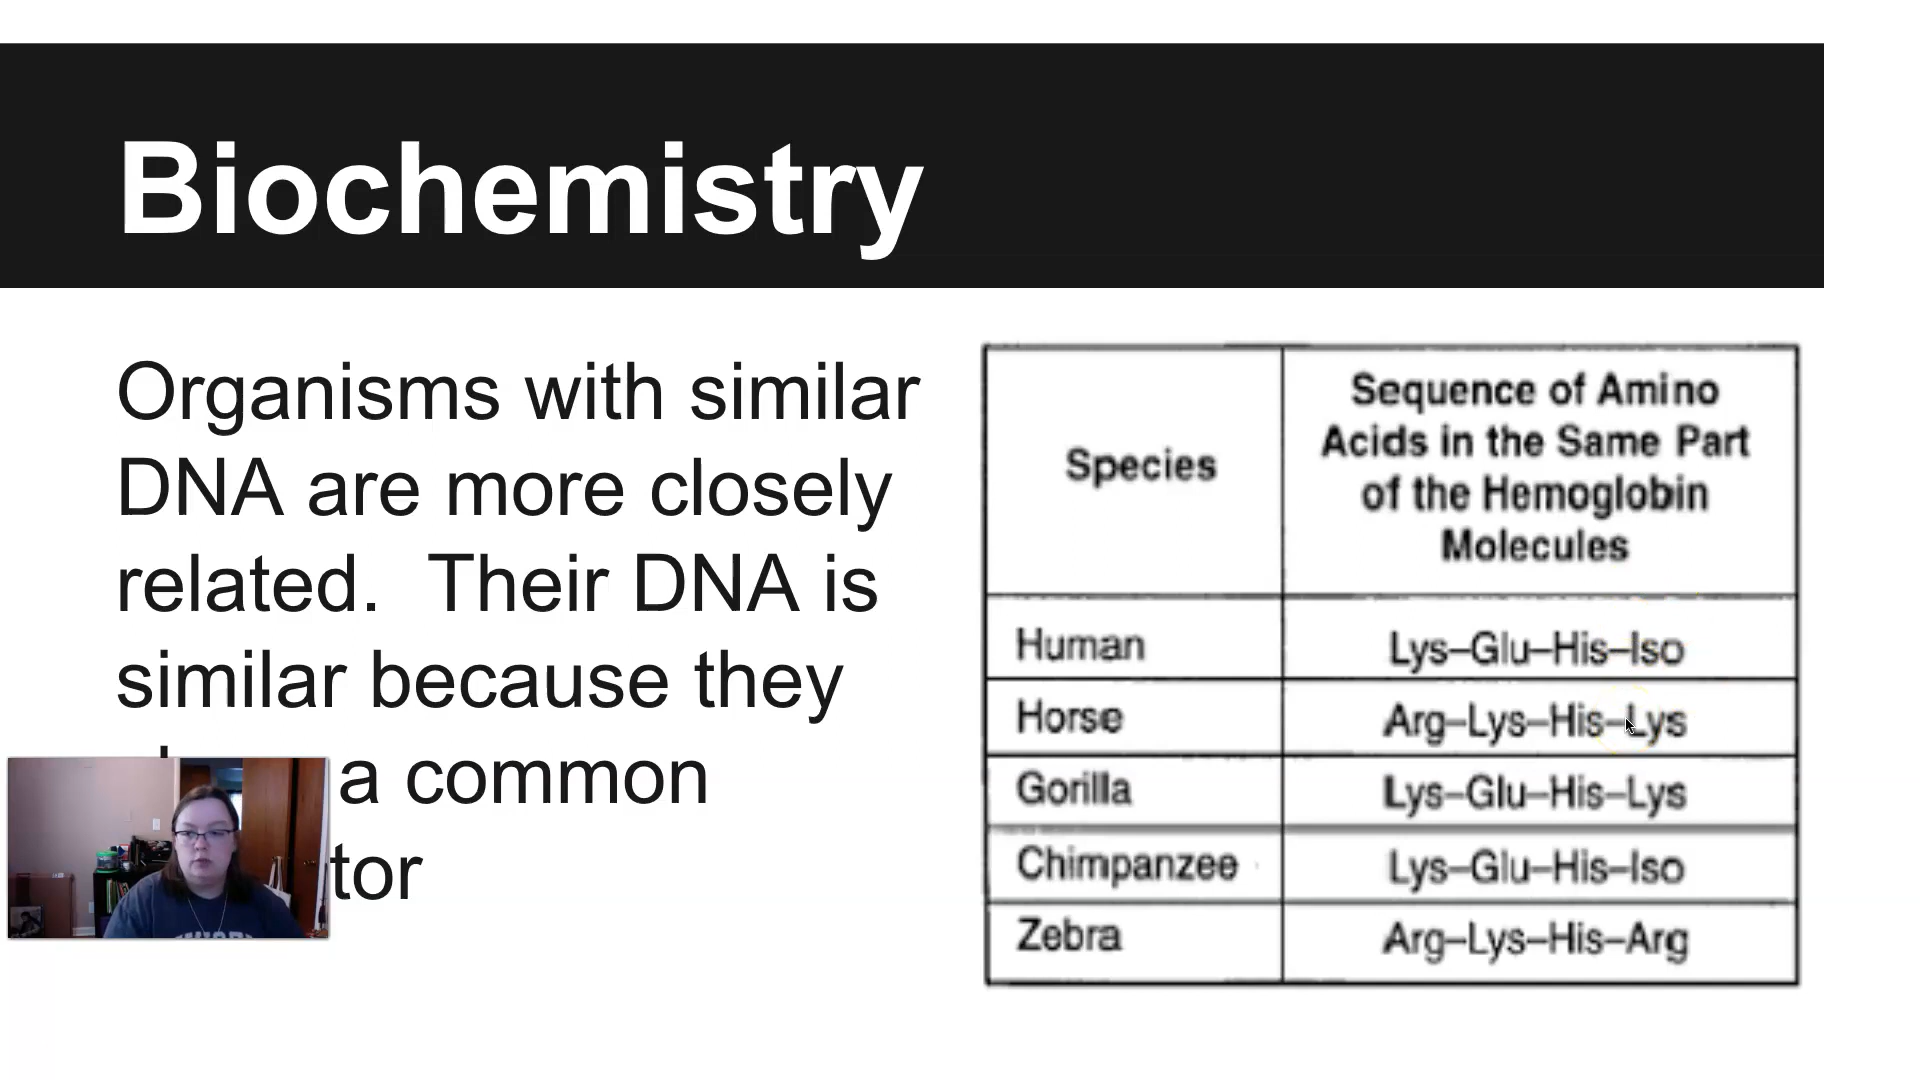 Biochemistry
Organisms with similar
DNA are more closely
related. Their DNA is
similar because they
a common
tor
Species
Sequence of Amino
Acids in the Same Part
of the Hemoglobin
Molecules
Human Lys–Glu–His–Iso
Horse Arg–Lys–His–Lys
Gorilla Lys–Glu–His–Lys
Chimpanzee Lys–Glu–His–Iso
Zebra Arg–Lys–His–Arg